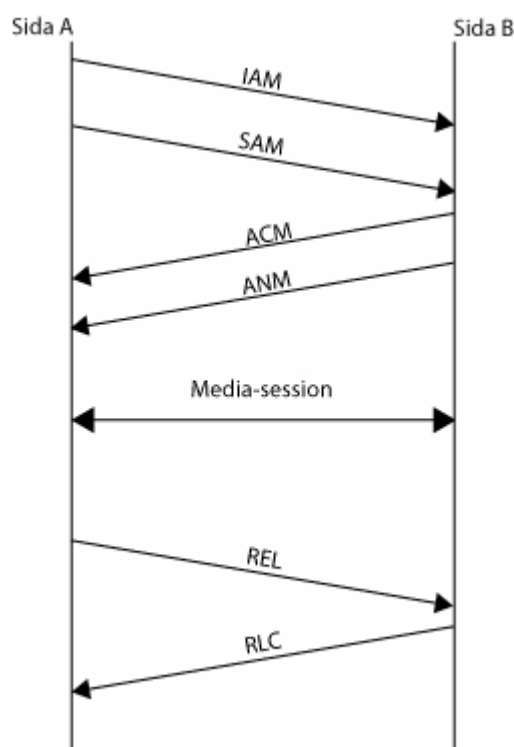 Sida A
Sida B
IAM
SAM
ACM
ANM
Media-session
REL
RLC